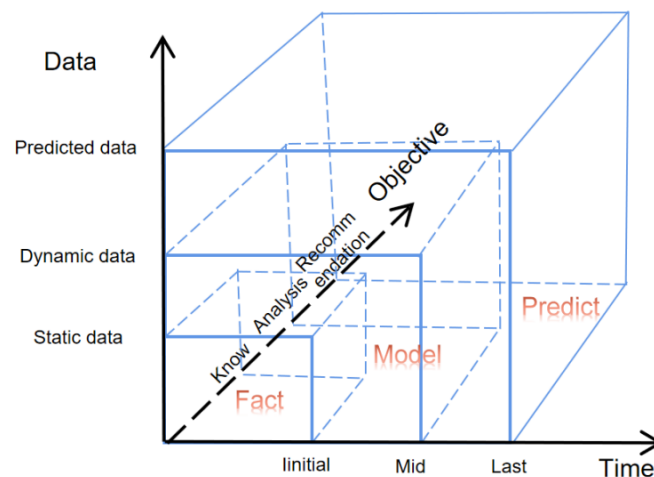 Data
Predicted data
Objective
Dynamic data
Recomm
endation
Analysis
Predict
Static data
Model
Know
Fact
Iinitial
Mid
Last
Time